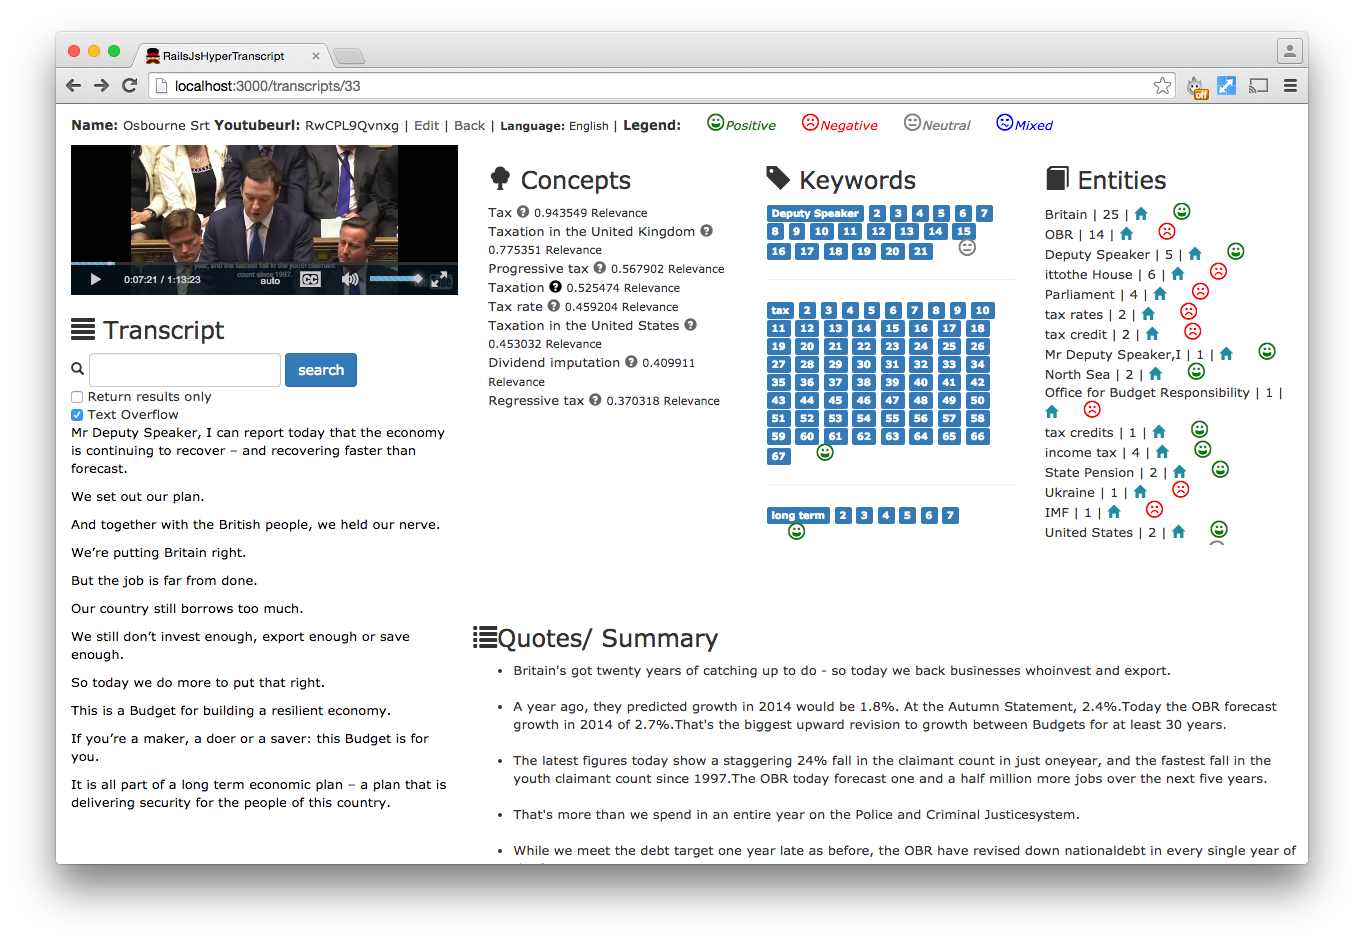 RailsJsHyperTranscript
localhost:3000/transcripts/33
off
Name: Osbourne Srt Youtubeurl: RwCPL9Qvnxg | Edit | Back | Language: English | Legend: Positive Negative Neutral Mixed
year, and the fastest fall in the youth claimant
count since 1997.
0:07:21 / 1:13:23
auto
CC
Transcript
search
Return results only
Text Overflow
Mr Deputy Speaker, I can report today that the economy
is continuing to recover – and recovering faster than
forecast.
We set out our plan.
And together with the British people, we held our nerve.
We’re putting Britain right.
But the job is far from done.
Our country still borrows too much.
We still don’t invest enough, export enough or save
enough.
So today we do more to put that right.
This is a Budget for building a resilient economy.
If you’re a maker, a doer or a saver: this Budget is for
you.
It is all part of a long term economic plan – a plan that is
delivering security for the people of this country.
Concepts
Tax ? 0.943549 Relevance
Taxation in the United Kingdom ?
0.775351 Relevance
Progressive tax ? 0.567902 Relevance
Taxation ? 0.525474 Relevance
Tax rate ? 0.459204 Relevance
Taxation in the United States ?
0.453032 Relevance
Dividend imputation ? 0.409911
Relevance
Regressive tax ? 0.370318 Relevance
Keywords
Deputy Speaker 2 3 4 5 6 7
8 9 10 11 12 13 14 15
16 17 18 19 20 21
tax 2 3 4 5 6 7 8 9 10
11 12 13 14 15 16 17 18
19 20 21 22 23 24 25 26
27 28 29 30 31 32 33 34
35 36 37 38 39 40 41 42
43 44 45 46 47 48 49 50
51 52 53 54 55 56 57 58
59 60 61 62 63 64 65 66
67
long term 2 3 4 5 6 7
Entities
Britain | 25 |
OBR | 14 |
Deputy Speaker | 5 |
ittothe House | 6 |
Parliament | 4 |
tax rates | 2 |
tax credit | 2 |
Mr Deputy Speaker,I | 1 |
North Sea | 2 |
Office for Budget Responsibility | 1 |
tax credits | 1 |
income tax | 4 |
State Pension | 2 |
Ukraine | 1 |
IMF | 1 |
United States | 2 |
Quotes/ Summary
• Britain's got twenty years of catching up to do - so today we back businesses whoinvest and export.
• A year ago, they predicted growth in 2014 would be 1.8%. At the Autumn Statement, 2.4%.Today the OBR forecast
growth in 2014 of 2.7%.That's the biggest upward revision to growth between Budgets for at least 30 years.
• The latest figures today show a staggering 24% fall in the claimant count in just oneyear, and the fastest fall in the
youth claimant count since 1997.The OBR today forecast one and a half million more jobs over the next five years.
• That's more than we spend in an entire year on the Police and Criminal Justicesystem.
• While we meet the debt target one year late as before, the OBR have revised down nationaldebt in every single year of